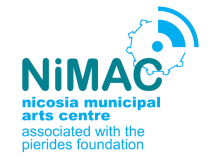 NiMAC
nicosia municipal
arts centre
associated with the
pierides foundation